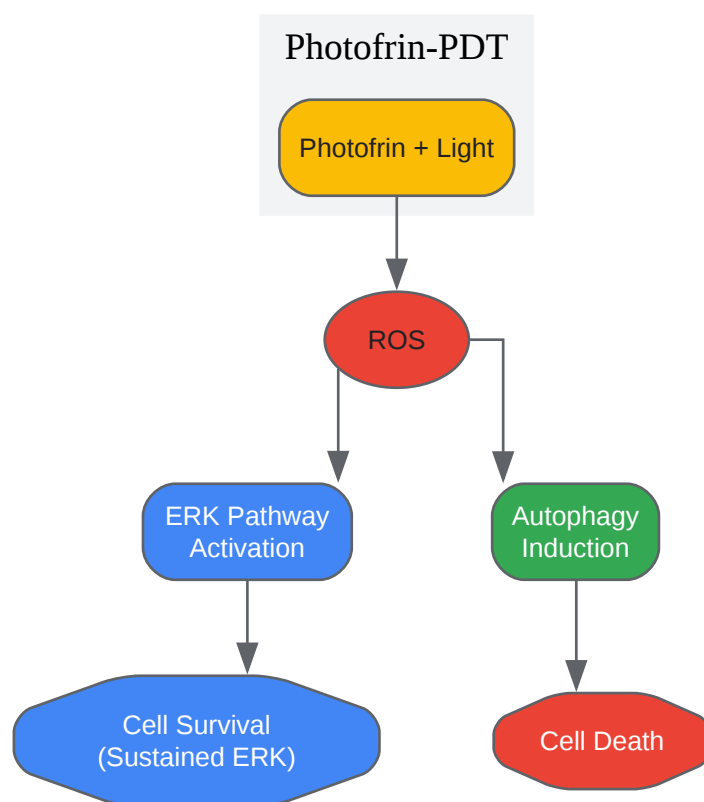 Photofrin-PDT
Photofrin + Light
ROS
ERK Pathway
Activation
Autophagy
Induction
Cell Survival
(Sustained ERK)
Cell Death